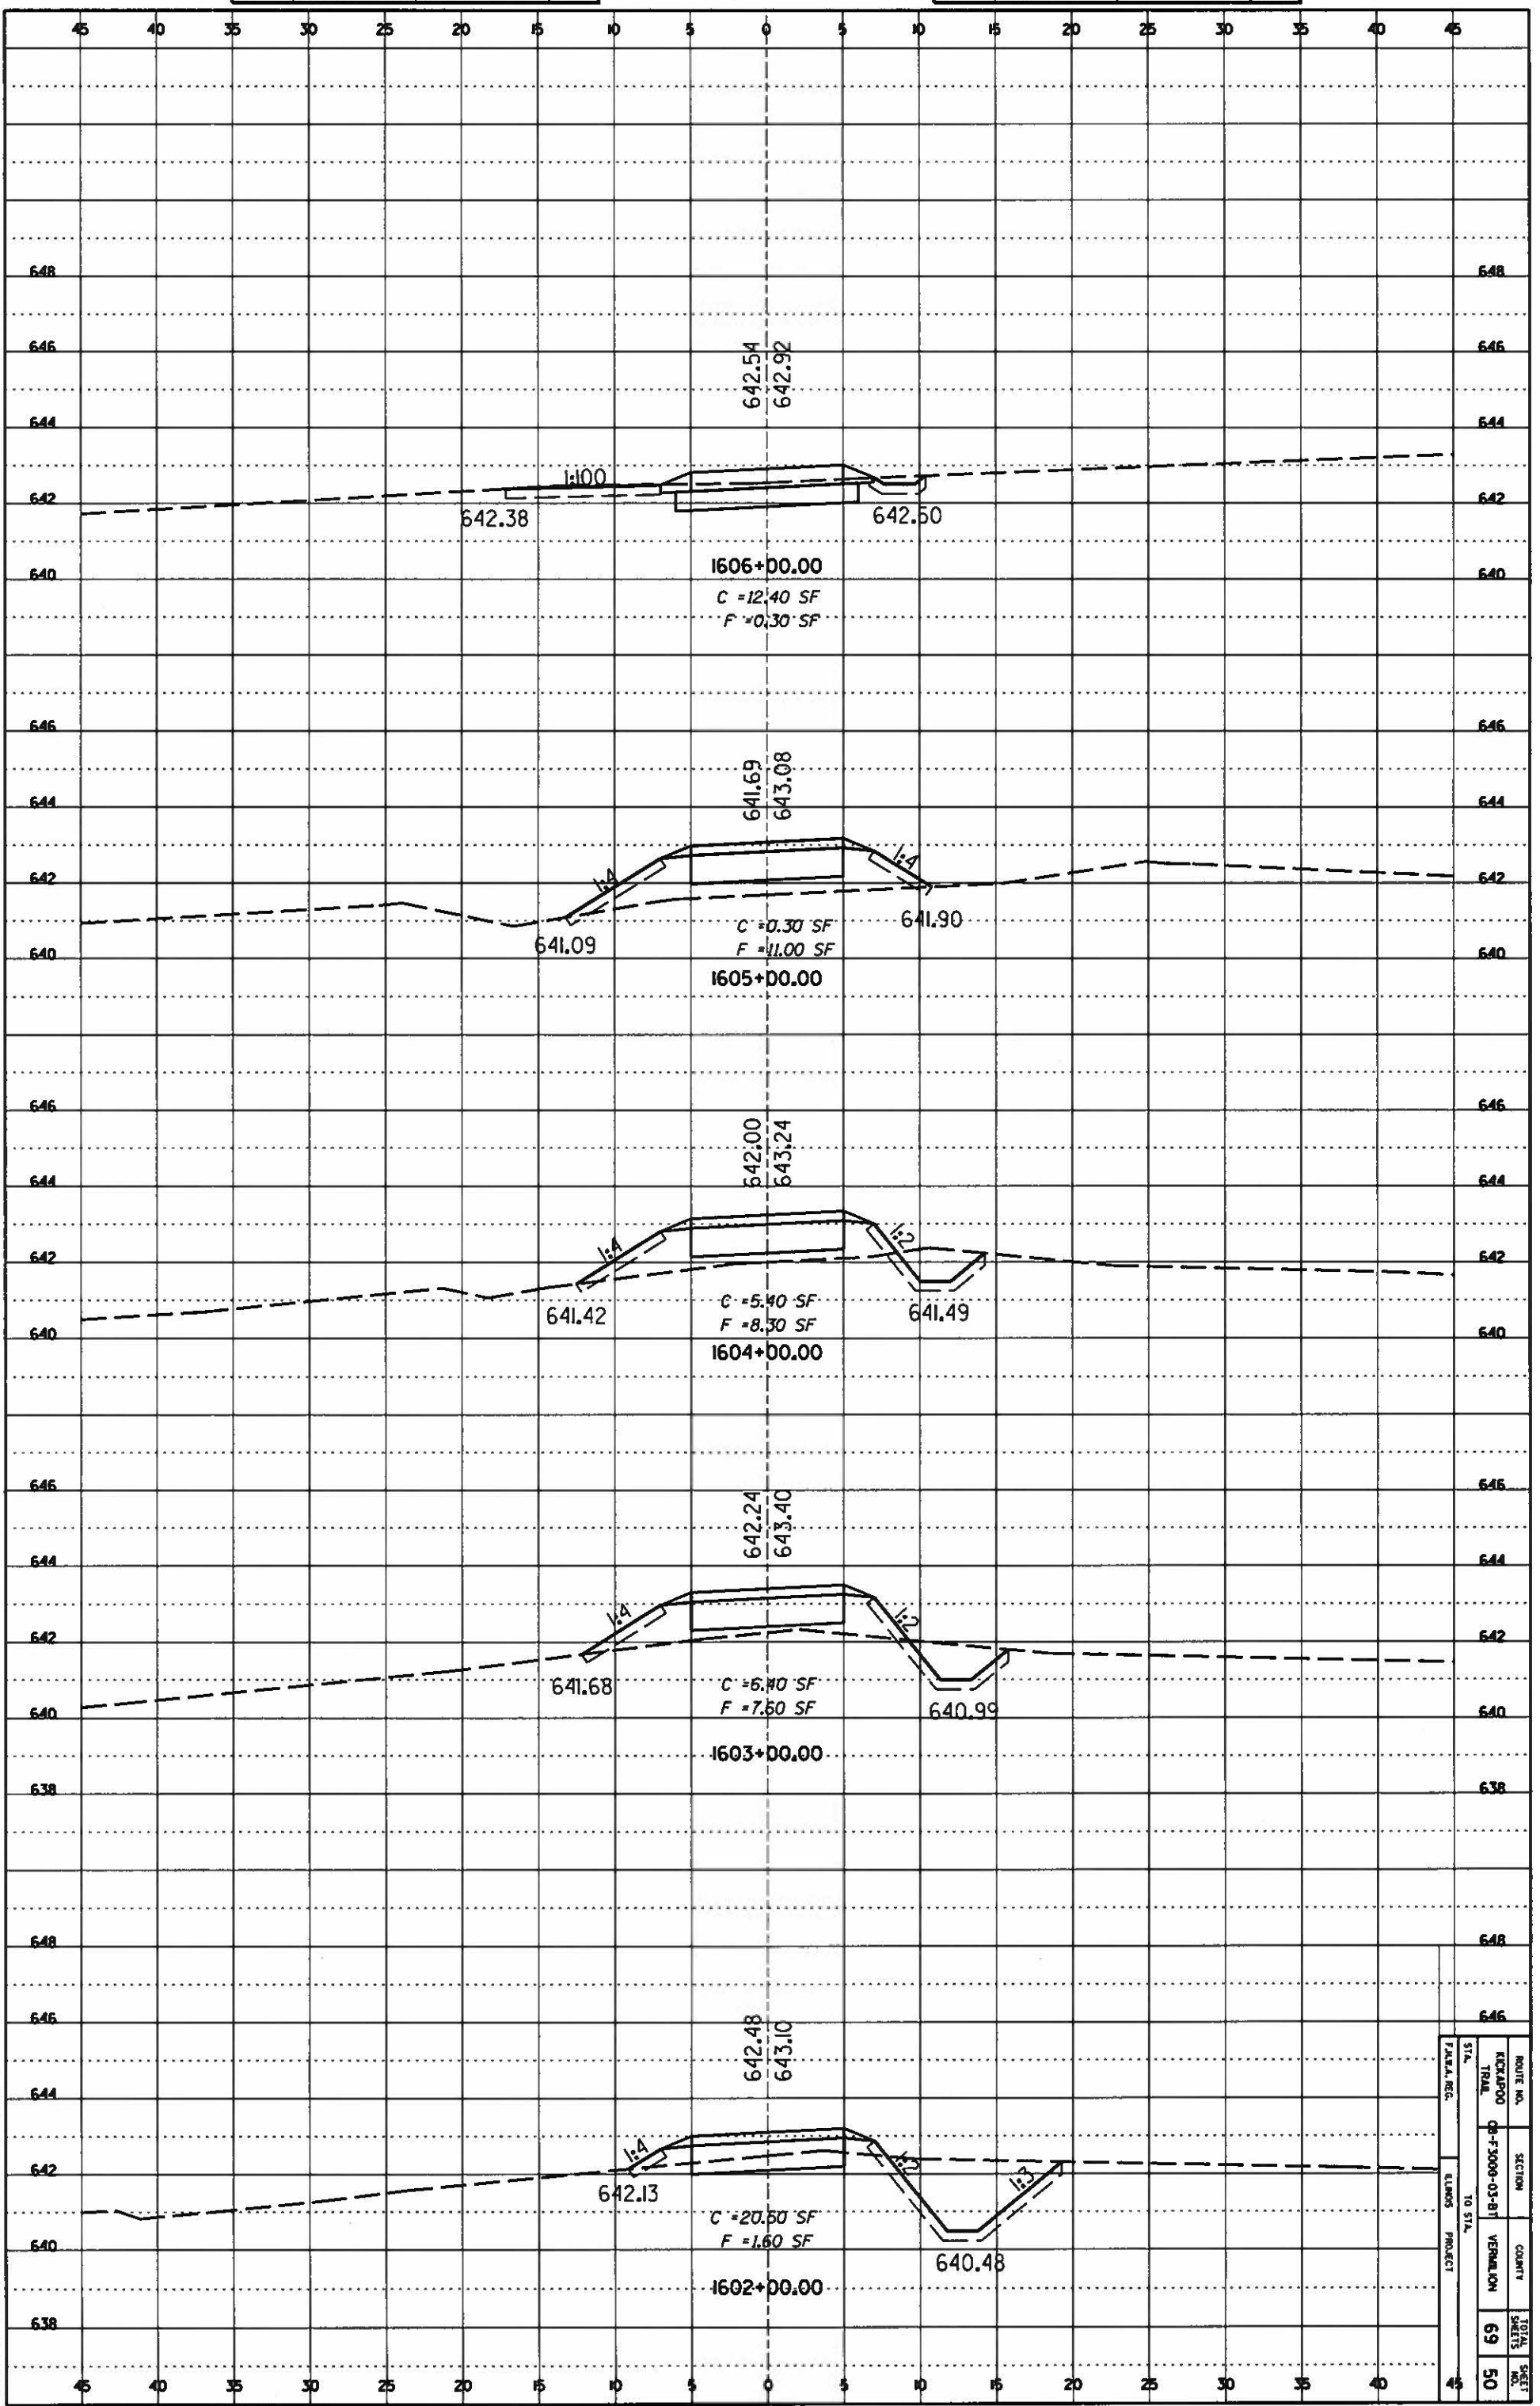 45 40 35 30 25 20 15 10 5 0 5 10 15 20 25 30 35 40 45
648 648
642.54 642.92
646 646
644 644
1:100
642 642
642.38 642.50
1606+00.00
640 640
C =12.40 SF
F =0.30 SF
646 646
641.69 643.08
644 644
1:4 1:4
642 642
641.09 641.90
C =0.30 SF
F =11.00 SF
640 640
1605+00.00
646 646
642.00 643.24
644 644
1:4 1:2
642 642
641.42 641.49
C =5.40 SF
F =8.30 SF
640 640
1604+00.00
646 646
642.24 643.40
644 644
1:4 1:2
642 642
641.68 640.99
C =6.40 SF
F =7.60 SF
640 640
1603+00.00
638 638
648 648
646 646
642.48 643.10
644
1:4 1:2 1:3
642
642.13 640.48
C =20.60 SF
F =1.60 SF
640
1602+00.00
638
45 40 35 30 25 20 15 10 5 0 5 10 15 20 25 30 35 40 45
ROUTE NO. SECTION COUNTY TOTAL SHEETS SHEET NO.
KICKAPOO TRAIL 08-F3000-03-BT VERMILION 69 50
STA. TO STA.
F.H.W.A. REG. ILLINOIS PROJECT